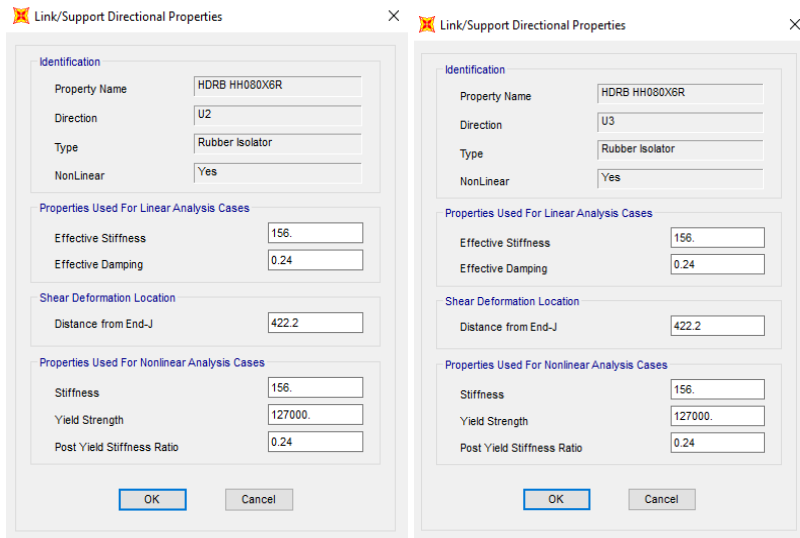 Link/Support Directional Properties
Identification
Property Name HDRB HH080X6R
Direction U2
Type Rubber Isolator
NonLinear Yes
Properties Used For Linear Analysis Cases
Effective Stiffness 156.
Effective Damping 0.24
Shear Deformation Location
Distance from End-J 422.2
Properties Used For Nonlinear Analysis Cases
Stiffness 156.
Yield Strength 127000.
Post Yield Stiffness Ratio 0.24
OK Cancel
Link/Support Directional Properties
Identification
Property Name HDRB HH080X6R
Direction U3
Type Rubber Isolator
NonLinear Yes
Properties Used For Linear Analysis Cases
Effective Stiffness 156.
Effective Damping 0.24
Shear Deformation Location
Distance from End-J 422.2
Properties Used For Nonlinear Analysis Cases
Stiffness 156.
Yield Strength 127000.
Post Yield Stiffness Ratio 0.24
OK Cancel